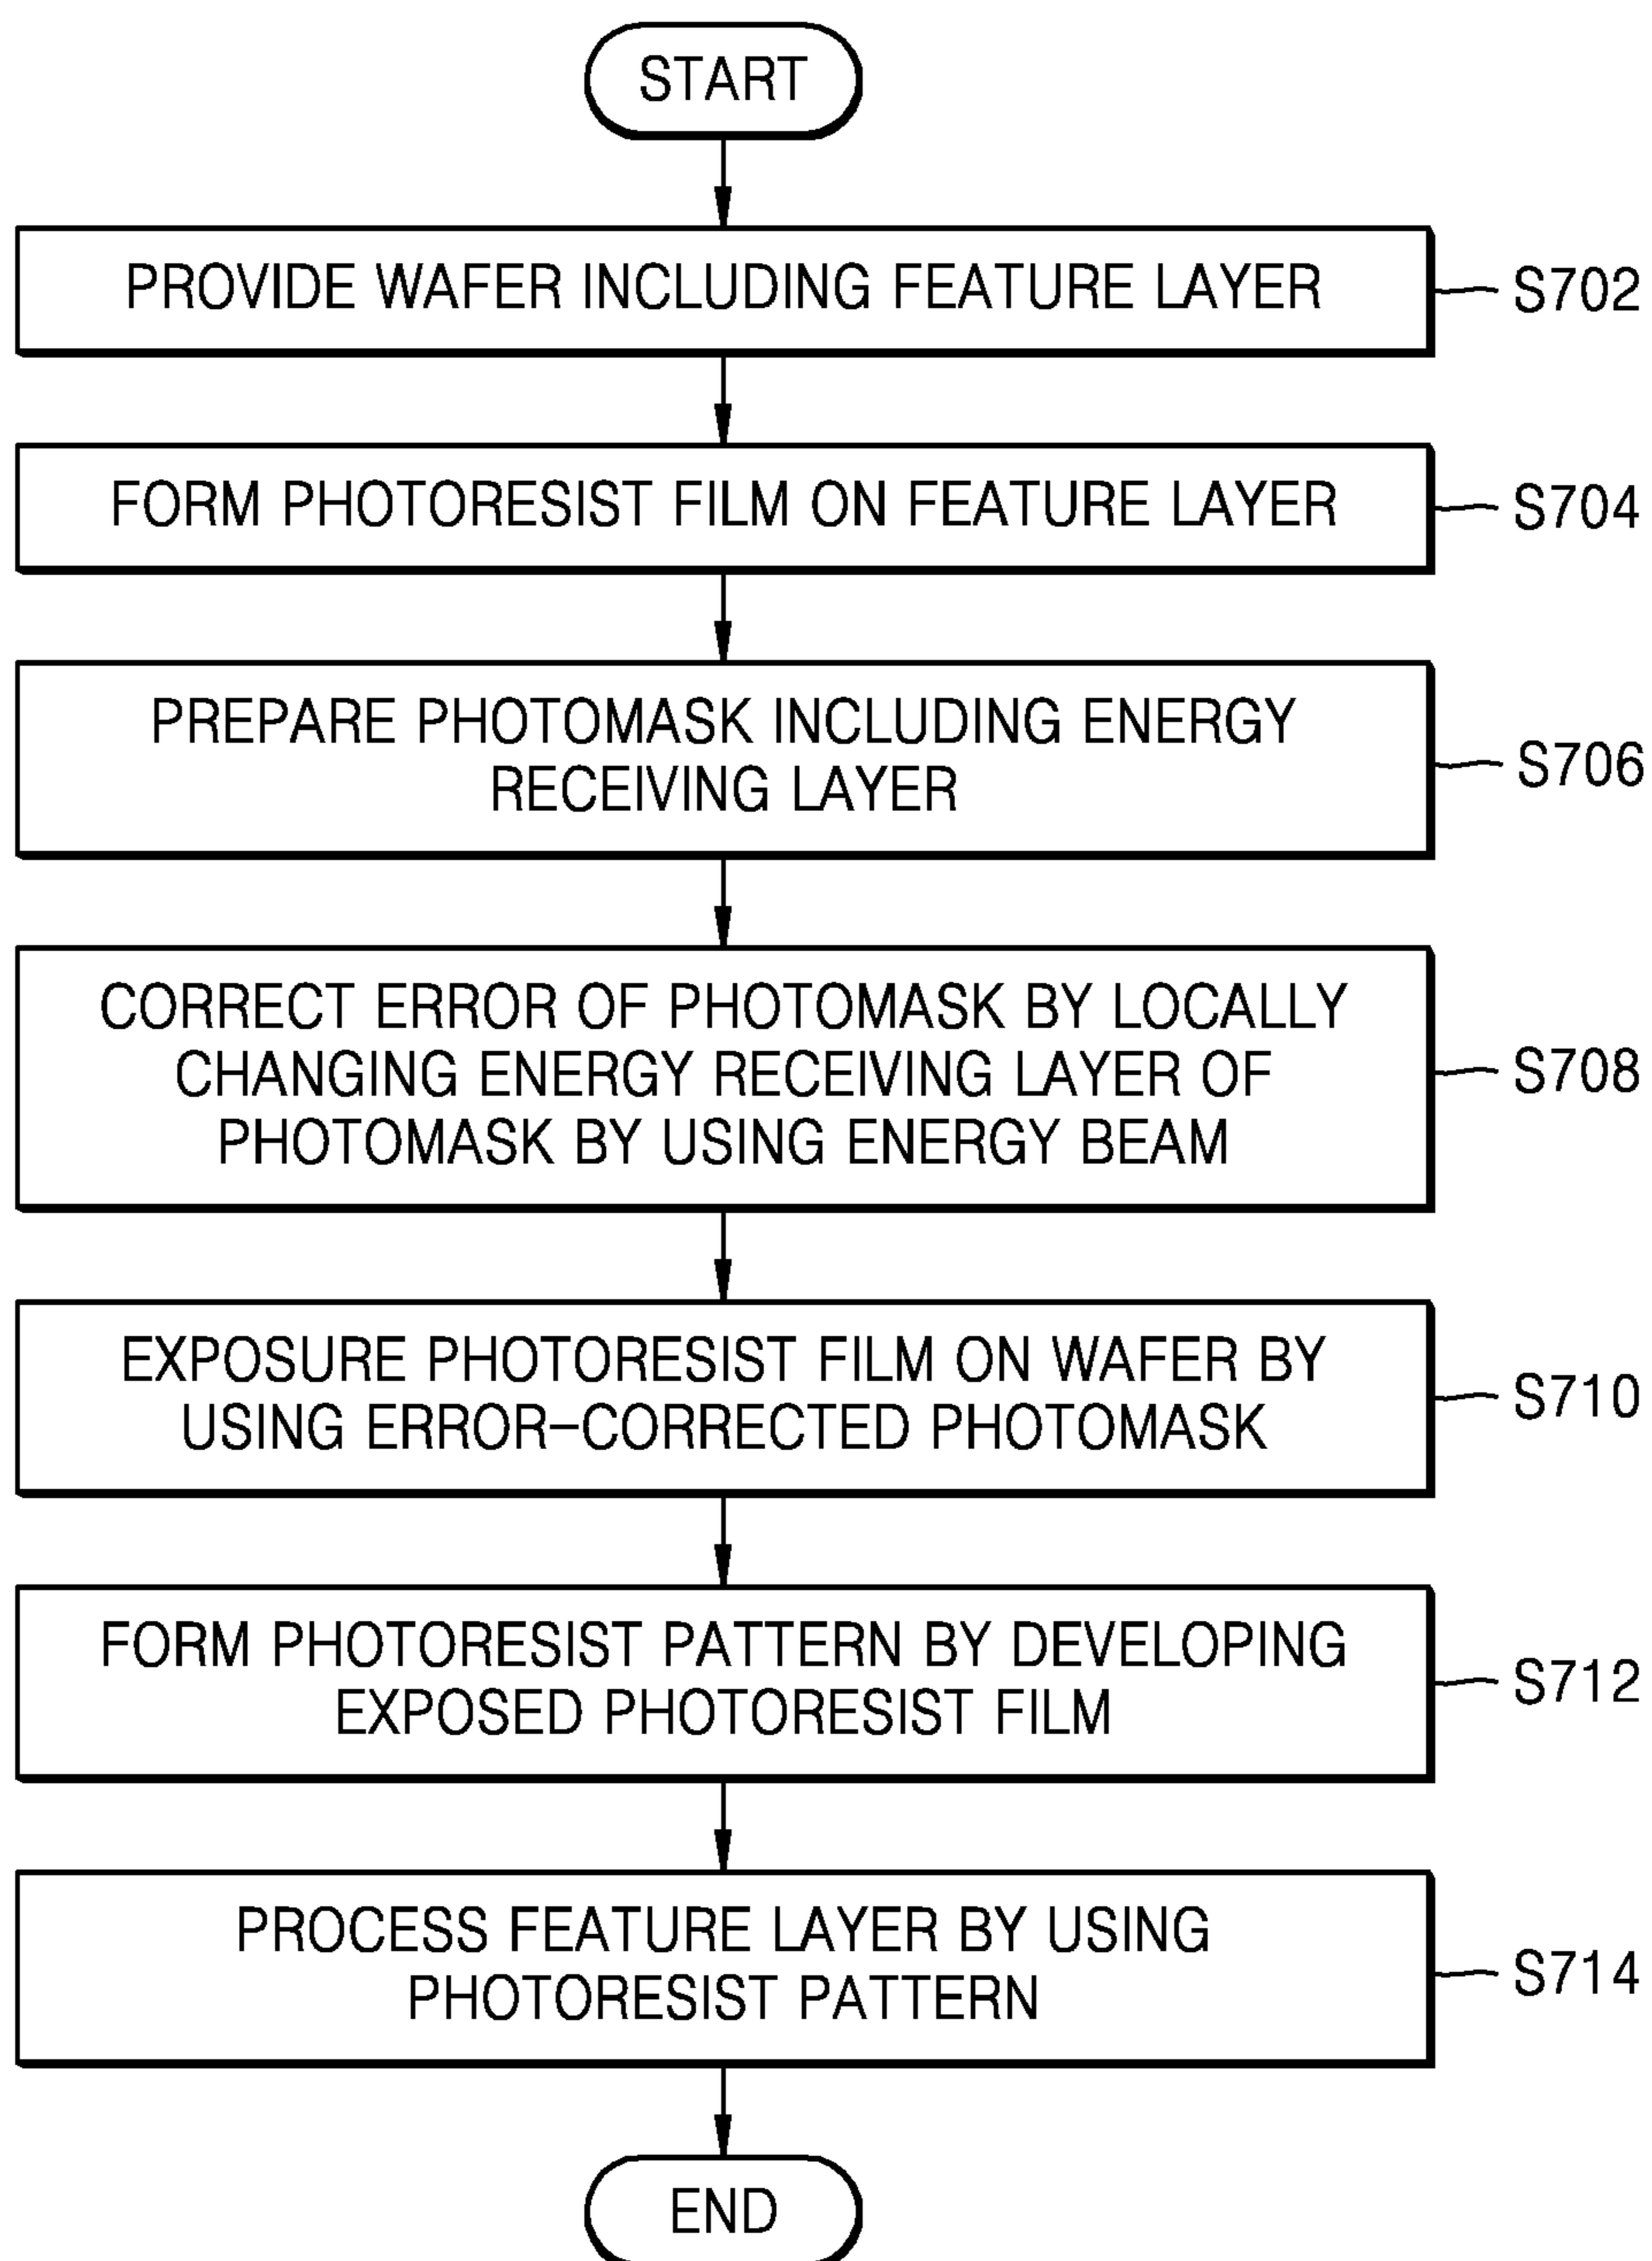 START
PROVIDE WAFER INCLUDING FEATURE LAYER
S702
FORM PHOTORESIST FILM ON FEATURE LAYER
S704
PREPARE PHOTOMASK INCLUDING ENERGY
RECEIVING LAYER
S706
CORRECT ERROR OF PHOTOMASK BY LOCALLY
CHANGING ENERGY RECEIVING LAYER OF
PHOTOMASK BY USING ENERGY BEAM
S708
EXPOSURE PHOTORESIST FILM ON WAFER BY
USING ERROR-CORRECTED PHOTOMASK
S710
FORM PHOTORESIST PATTERN BY DEVELOPING
EXPOSED PHOTORESIST FILM
S712
PROCESS FEATURE LAYER BY USING
PHOTORESIST PATTERN
S714
END